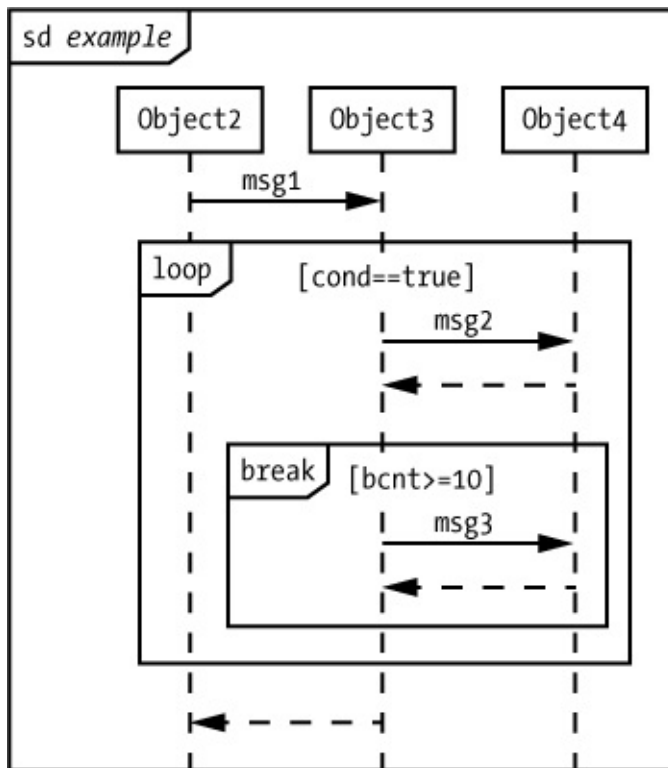 sd example
Object2 Object3 Object4
msg1
loop [cond==true]
msg2
break [bcnt>=10]
msg3